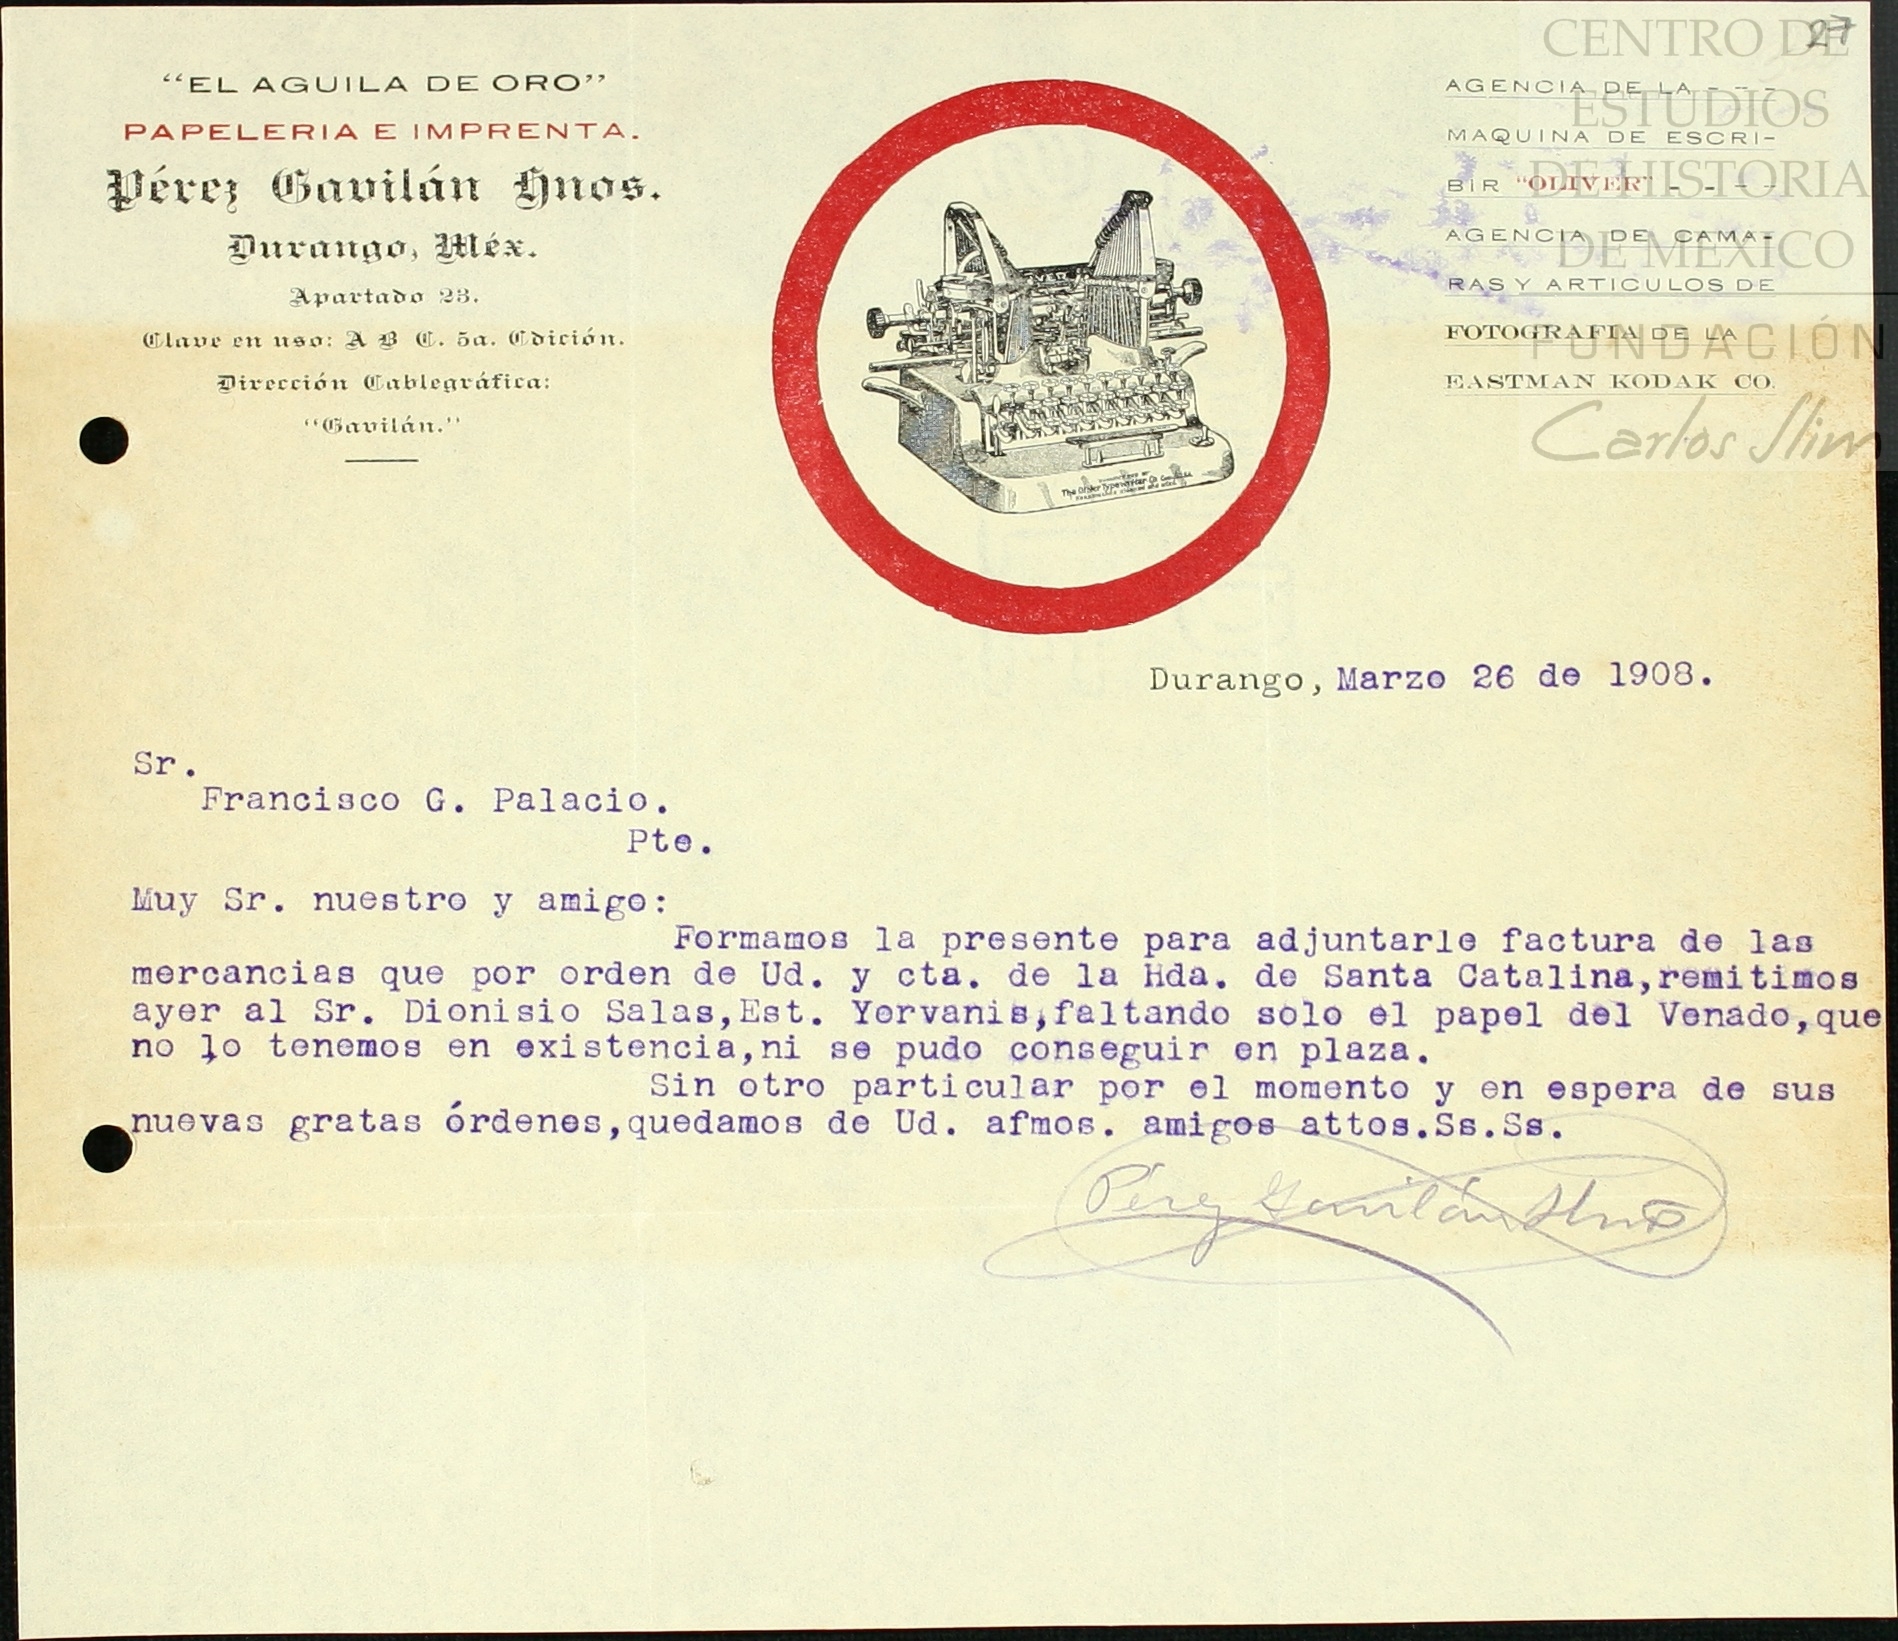 27
"EL AGUILA DE ORO"
PAPELERIA E IMPRENTA.
Pérez Gavilán Hnos.
Durango, Méx.
Apartado 23.
Clave en uso: A B C. 5a. Edición.
Dirección Cablegráfica:
"Gavilán."
AGENCIA DE LA - - -
MAQUINA DE ESCRI-
BIR "OLIVER" - - - -
AGENCIA DE CAMA-
RAS Y ARTICULOS DE
FOTOGRAFIA DE LA
EASTMAN KODAK CO.
CENTRO DE
ESTUDIOS
DE HISTORIA
DE MEXICO
FUNDACIÓN
Carlos Slim
The Oliver Typewriter Co.
Durango, Marzo 26 de 1908.
Sr.
Francisco G. Palacio.
Pte.
Muy Sr. nuestro y amigo:
Formamos la presente para adjuntarle factura de las
mercancias que por orden de Ud. y cta. de la Hda. de Santa Catalina,remitimos
ayer al Sr. Dionisio Salas,Est. Yervanis,faltando solo el papel del Venado,que
no lo tenemos en existencia,ni se pudo conseguir en plaza.
Sin otro particular por el momento y en espera de sus
nuevas gratas órdenes,quedamos de Ud. afmos. amigos attos.Ss.Ss.
Pérez Gavilán Hnos